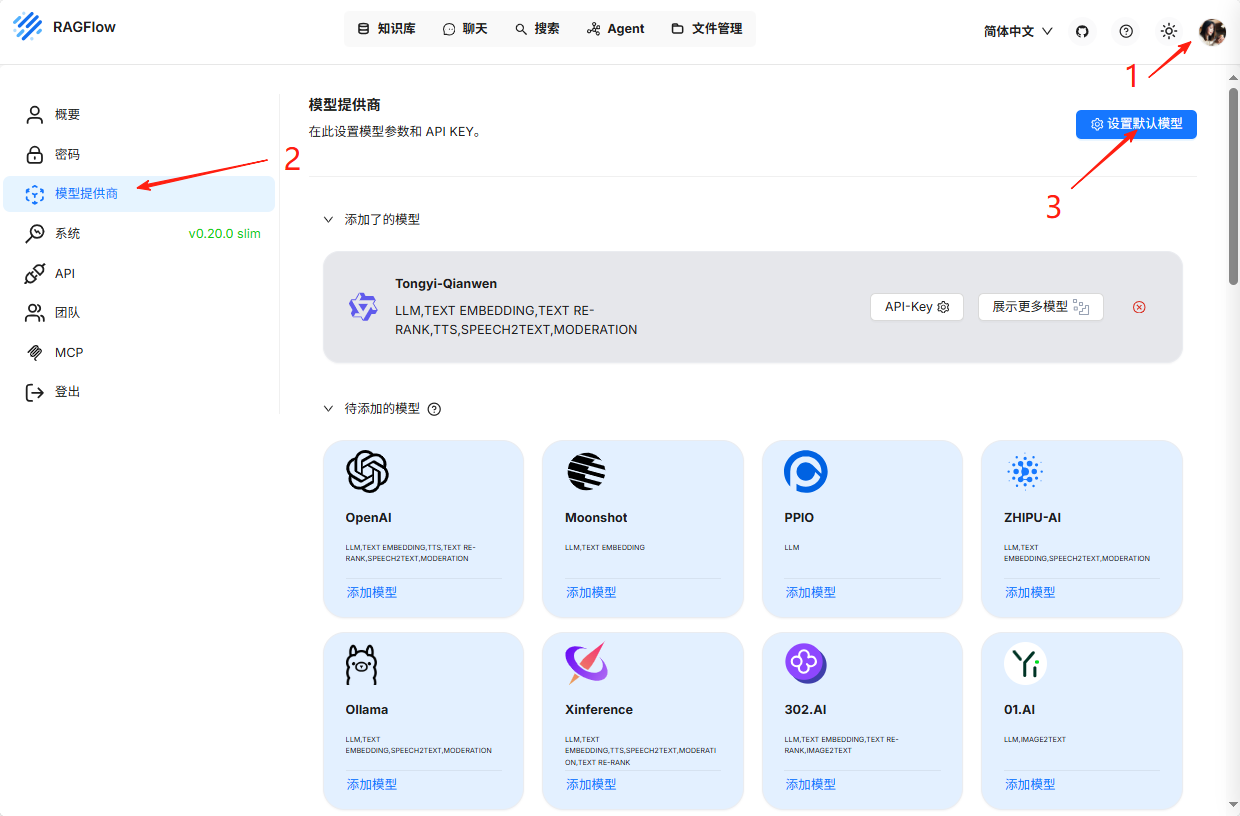 RAGFlow
知识库
聊天
搜索
Agent
文件管理
简体中文
1
概要
密码
模型提供商
系统
v0.20.0 slim
API
团队
MCP
登出
2
模型提供商
在此设置模型参数和 API KEY。
设置默认模型
3
添加了的模型
Tongyi-Qianwen
LLM,TEXT EMBEDDING,TEXT RE-
RANK,TTS,SPEECH2TEXT,MODERATION
API-Key
展示更多模型
待添加的模型
OpenAI
LLM,TEXT EMBEDDING,TTS,TEXT RE-
RANK,SPEECH2TEXT,MODERATION
添加模型
Moonshot
LLM,TEXT EMBEDDING
添加模型
PPIO
LLM
添加模型
ZHIPU-AI
LLM,TEXT
EMBEDDING,SPEECH2TEXT,MODERATION
添加模型
Ollama
LLM,TEXT
EMBEDDING,SPEECH2TEXT,MODERATION
添加模型
Xinference
LLM,TEXT
EMBEDDING,TTS,SPEECH2TEXT,MODERATI
ON,TEXT RE-RANK
添加模型
302.AI
LLM,TEXT EMBEDDING,TEXT RE-
RANK,IMAGE2TEXT
添加模型
01.AI
LLM,IMAGE2TEXT
添加模型